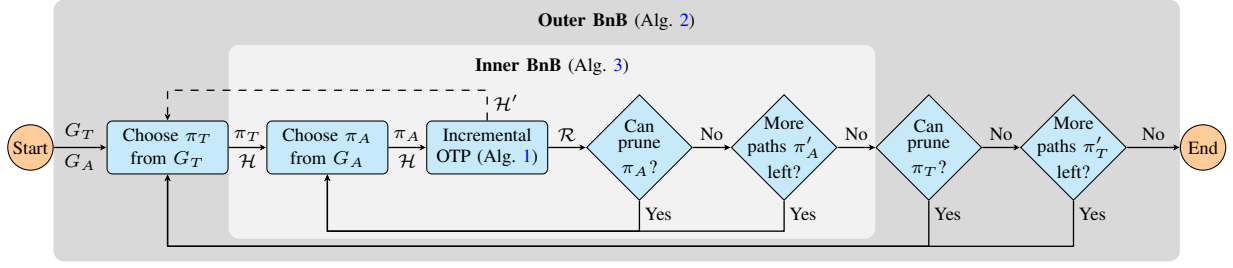 Outer BnB (Alg. 2)
Inner BnB (Alg. 3)
Start
G_T
G_A
Choose π_T
from G_T
π_T
ℋ
Choose π_A
from G_A
π_A
ℋ
Incremental
OTP (Alg. 1)
ℋ′
ℛ
Can
prune
π_A?
Yes
No
More
paths π′_A
left?
Yes
No
Can
prune
π_T?
Yes
No
More
paths π′_T
left?
Yes
No
End